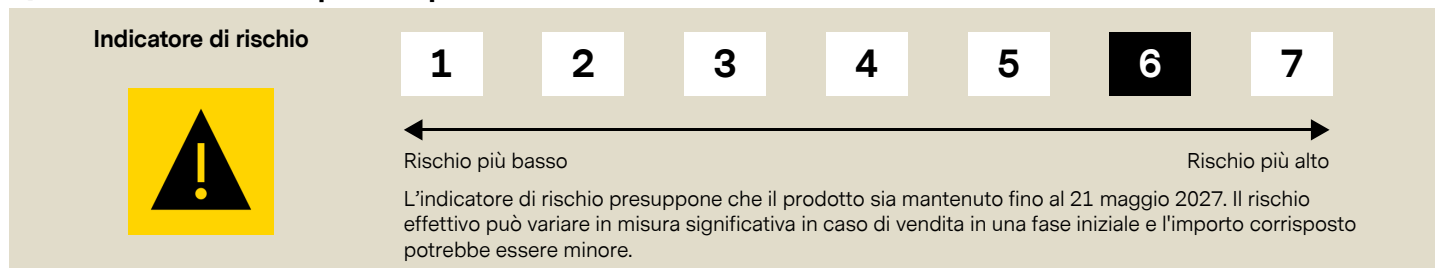 Indicatore di rischio
1 2 3 4 5 6 7
Rischio più basso Rischio più alto
L'indicatore di rischio presuppone che il prodotto sia mantenuto fino al 21 maggio 2027. Il rischio
effettivo può variare in misura significativa in caso di vendita in una fase iniziale e l'importo corrisposto
potrebbe essere minore.